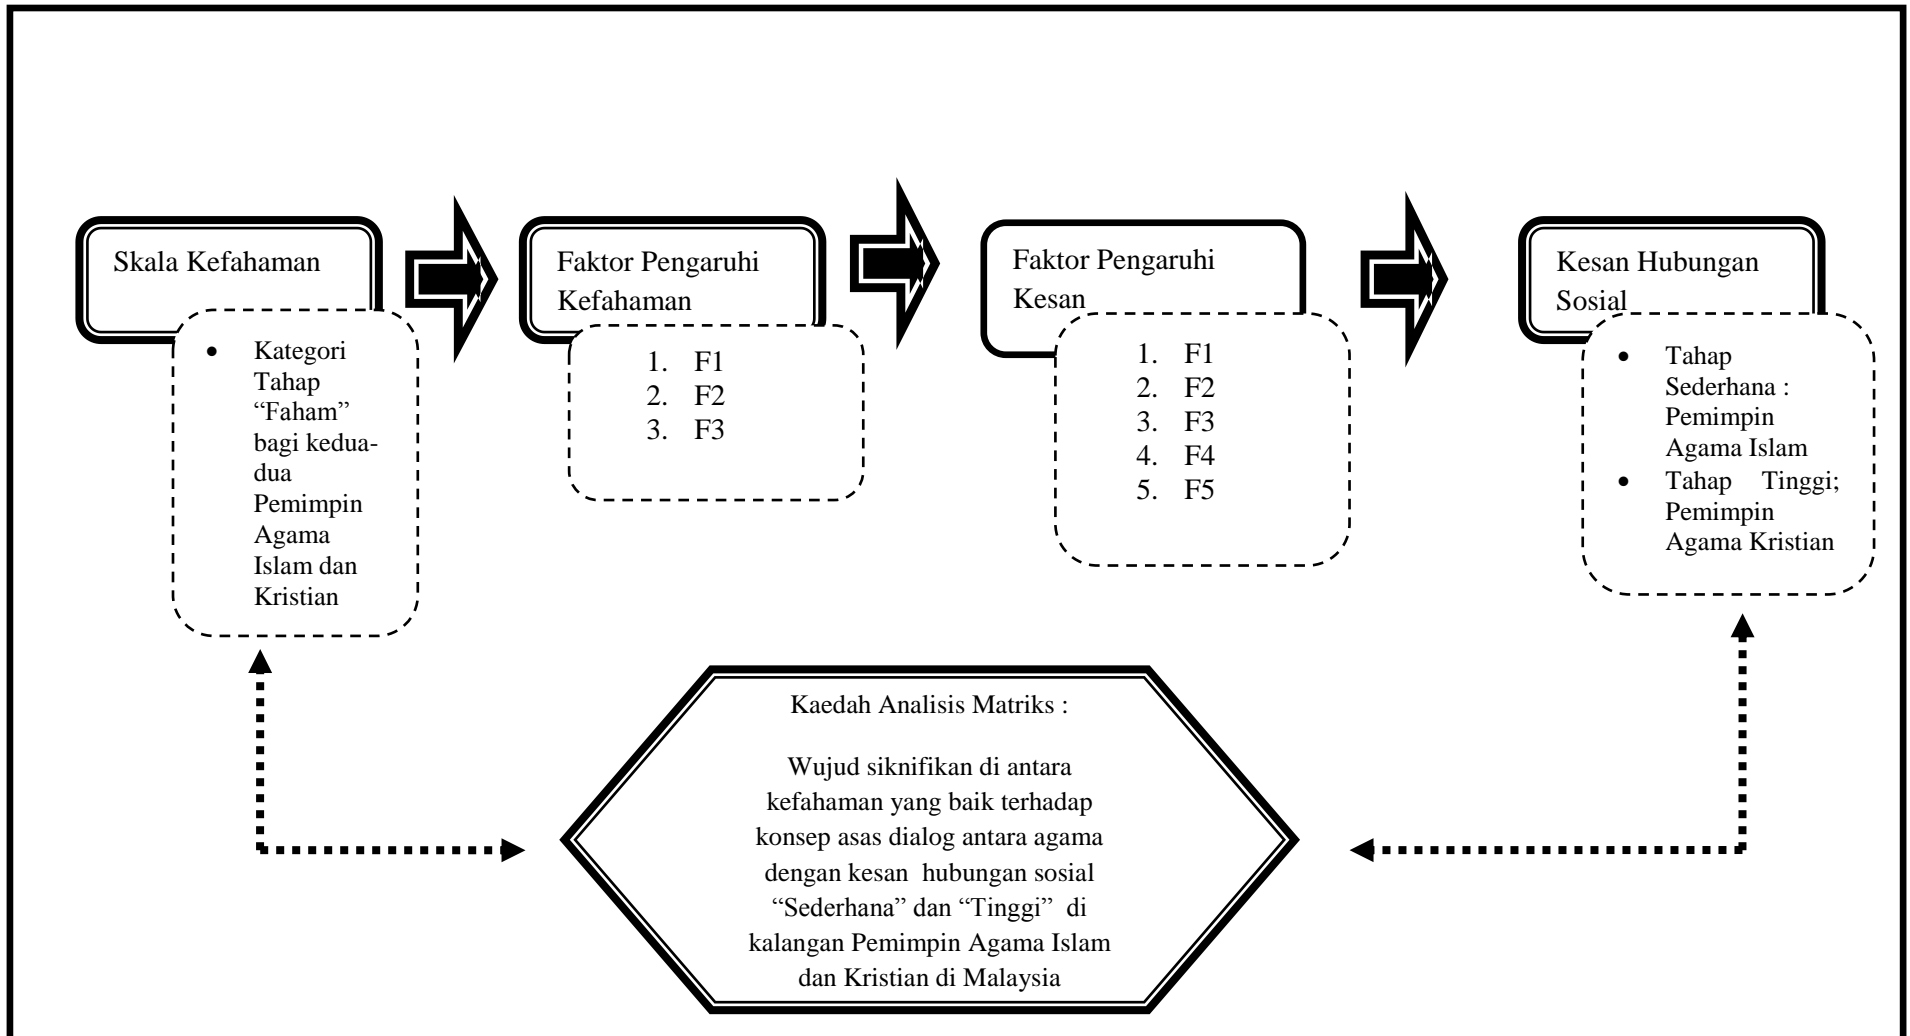 Skala Kefahaman
• Kategori
Tahap
“Faham”
bagi kedua-
dua
Pemimpin
Agama
Islam dan
Kristian
Faktor Pengaruhi
Kefahaman
1. F1
2. F2
3. F3
Faktor Pengaruhi
Kesan
1. F1
2. F2
3. F3
4. F4
5. F5
Kesan Hubungan
Sosial
• Tahap
Sederhana :
Pemimpin
Agama Islam
• Tahap Tinggi;
Pemimpin
Agama Kristian
Kaedah Analisis Matriks :
Wujud siknifikan di antara
kefahaman yang baik terhadap
konsep asas dialog antara agama
dengan kesan hubungan sosial
“Sederhana” dan “Tinggi” di
kalangan Pemimpin Agama Islam
dan Kristian di Malaysia